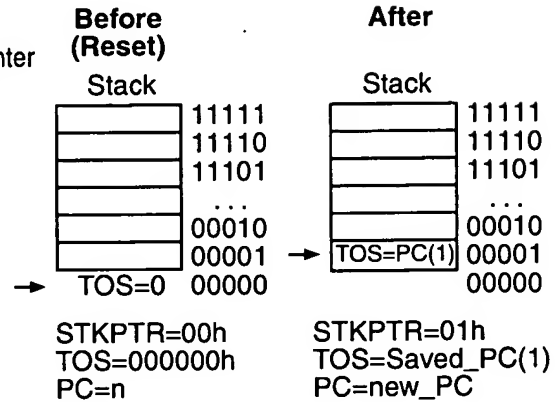 Before
(Reset)
After
Stack
Stack
11111
11110
11101
. . .
00010
00001
→ TOS=0 00000
STKPTR=00h
TOS=000000h
PC=n
11111
11110
11101
. . .
00010
→ TOS=PC(1) 00001
00000
STKPTR=01h
TOS=Saved_PC(1)
PC=new_PC